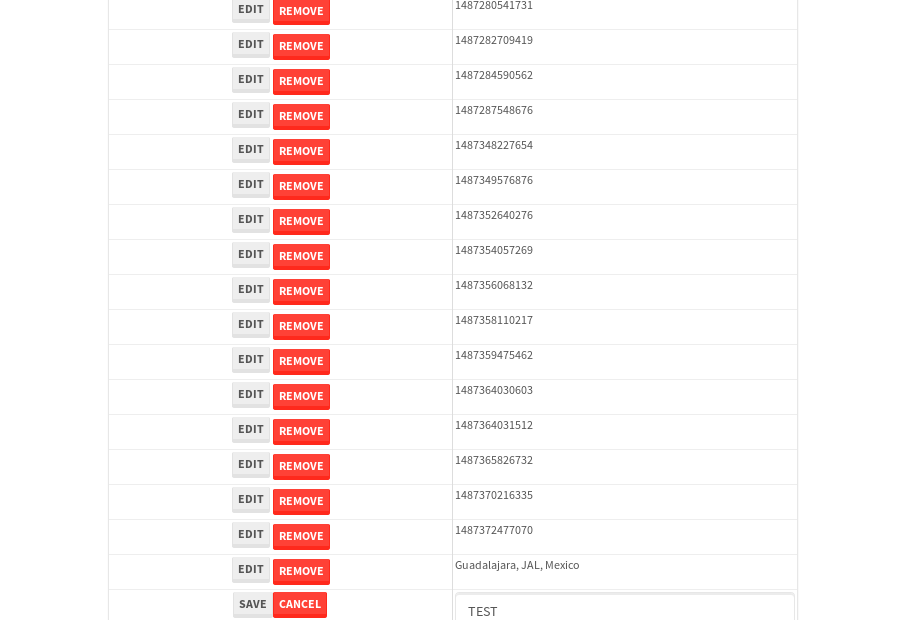 EDIT REMOVE 1487280541731
EDIT REMOVE 1487282709419
EDIT REMOVE 1487284590562
EDIT REMOVE 1487287548676
EDIT REMOVE 1487348227654
EDIT REMOVE 1487349576876
EDIT REMOVE 1487352640276
EDIT REMOVE 1487354057269
EDIT REMOVE 1487356068132
EDIT REMOVE 1487358110217
EDIT REMOVE 1487359475462
EDIT REMOVE 1487364030603
EDIT REMOVE 1487364031512
EDIT REMOVE 1487365826732
EDIT REMOVE 1487370216335
EDIT REMOVE 1487372477070
EDIT REMOVE Guadalajara, JAL, Mexico
SAVE CANCEL TEST